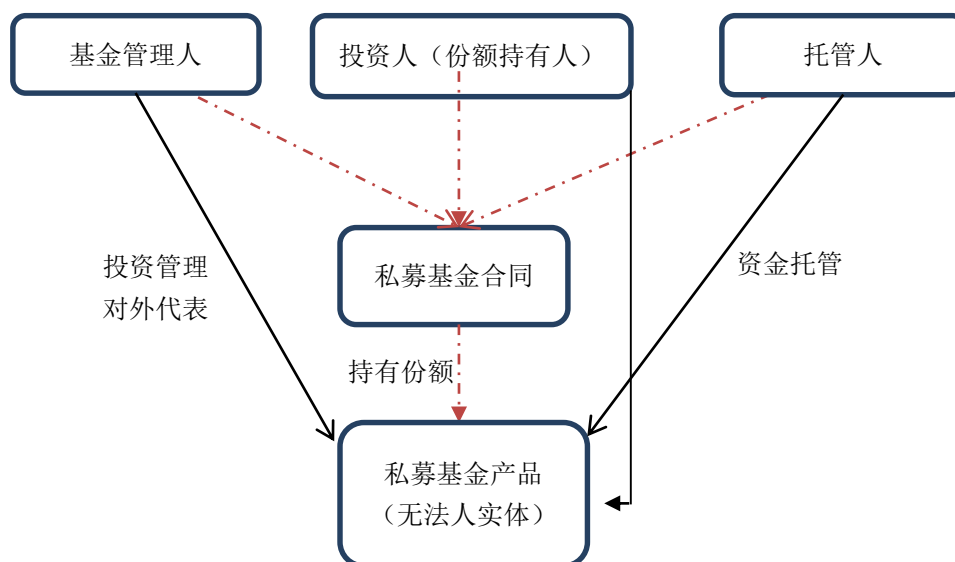 基金管理人
投资人（份额持有人）
托管人
投资管理
对外代表
私募基金合同
资金托管
持有份额
私募基金产品
（无法人实体）